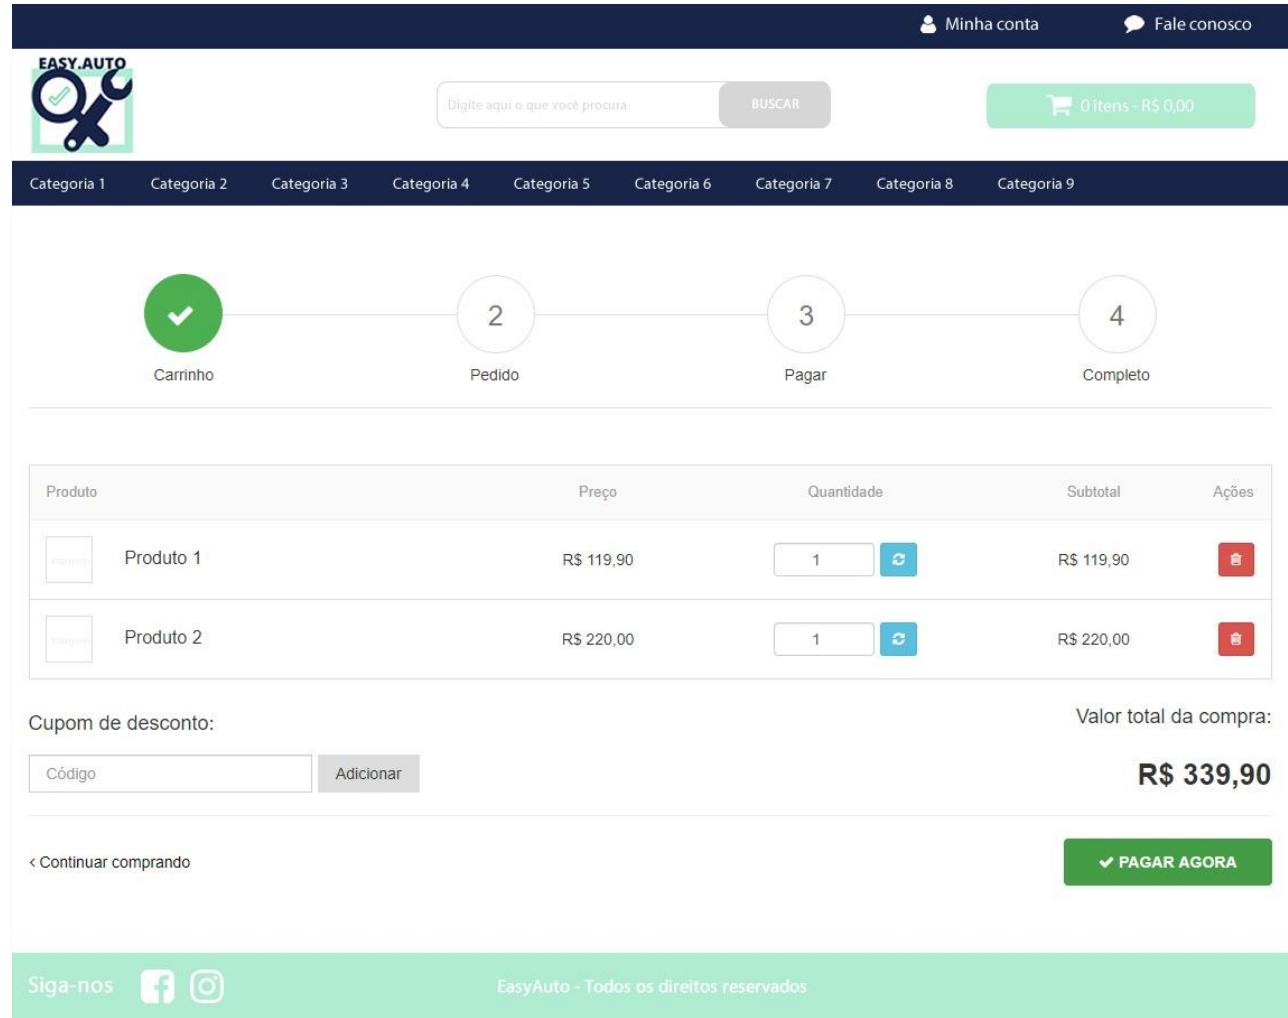 Minha conta Fale conosco
EASY.AUTO
Digite aqui o que você procura BUSCAR 0 itens - R$ 0,00
Categoria 1 Categoria 2 Categoria 3 Categoria 4 Categoria 5 Categoria 6 Categoria 7 Categoria 8 Categoria 9
2 3 4
Carrinho Pedido Pagar Completo
Produto Preço Quantidade Subtotal Ações
Produto 1 R$ 119,90 1 R$ 119,90
Produto 2 R$ 220,00 1 R$ 220,00
Cupom de desconto: Valor total da compra:
Código Adicionar R$ 339,90
< Continuar comprando PAGAR AGORA
Siga-nos EasyAuto - Todos os direitos reservados